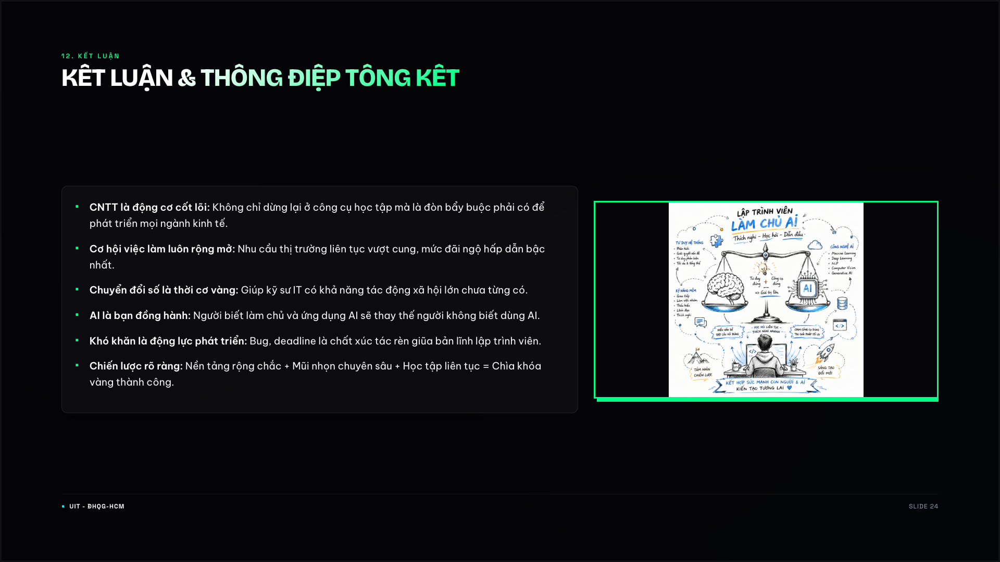 12. KẾT LUẬN
KẾT LUẬN & THÔNG ĐIỆP TỔNG KẾT
▪ CNTT là động cơ cốt lõi: Không chỉ dừng lại ở công cụ học tập mà là đòn bẩy buộc phải có để
phát triển mọi ngành kinh tế.
▪ Cơ hội việc làm luôn rộng mở: Nhu cầu thị trường liên tục vượt cung, mức đãi ngộ hấp dẫn bậc
nhất.
▪ Chuyển đổi số là thời cơ vàng: Giúp kỹ sư IT có khả năng tác động xã hội lớn chưa từng có.
▪ AI là bạn đồng hành: Người biết làm chủ và ứng dụng AI sẽ thay thế người không biết dùng AI.
▪ Khó khăn là động lực phát triển: Bug, deadline là chất xúc tác rèn giũa bản lĩnh lập trình viên.
▪ Chiến lược rõ ràng: Nền tảng rộng chắc + Mũi nhọn chuyên sâu + Học tập liên tục = Chìa khóa
vàng thành công.
LẬP TRÌNH VIÊN
LÀM CHỦ AI
Thích nghi - Học hỏi - Dẫn đầu
TƯ DUY HỆ THỐNG
• Phân tích
• Giải quyết vấn đề
• Tư duy phản biện
• Tối ưu & tổng thể
CÔNG NGHỆ AI
• Macine Learning
• Deep Learning
• NLP
• Computer Vision
• Generative AI
Tư duy đúng + Công cụ đúng
=> Giá trị lớn
AI
KỸ NĂNG MỀM
• Giao tiếp
• Làm việc nhóm
• Thấu hiểu
• Lãnh đạo
• Thích nghi
</>
HIỂU VẤN ĐỀ
ĐẶT CÂU HỎI ĐÚNG
- HỌC HỎI LIÊN TỤC -
THÍCH NGHI NHANH
CHỌN CÔNG CỤ ĐÚNG
TẠO GIẢI PHÁP TỐI ƯU
</>
</>
TẦM NHÌN
CHIẾN LƯỢC
SÁNG TẠO
ĐỔI MỚI
KẾT HỢP SỨC MẠNH CON NGƯỜI & AI
KIẾN TẠO TƯƠNG LAI
UIT - ĐHQG-HCM
SLIDE 24